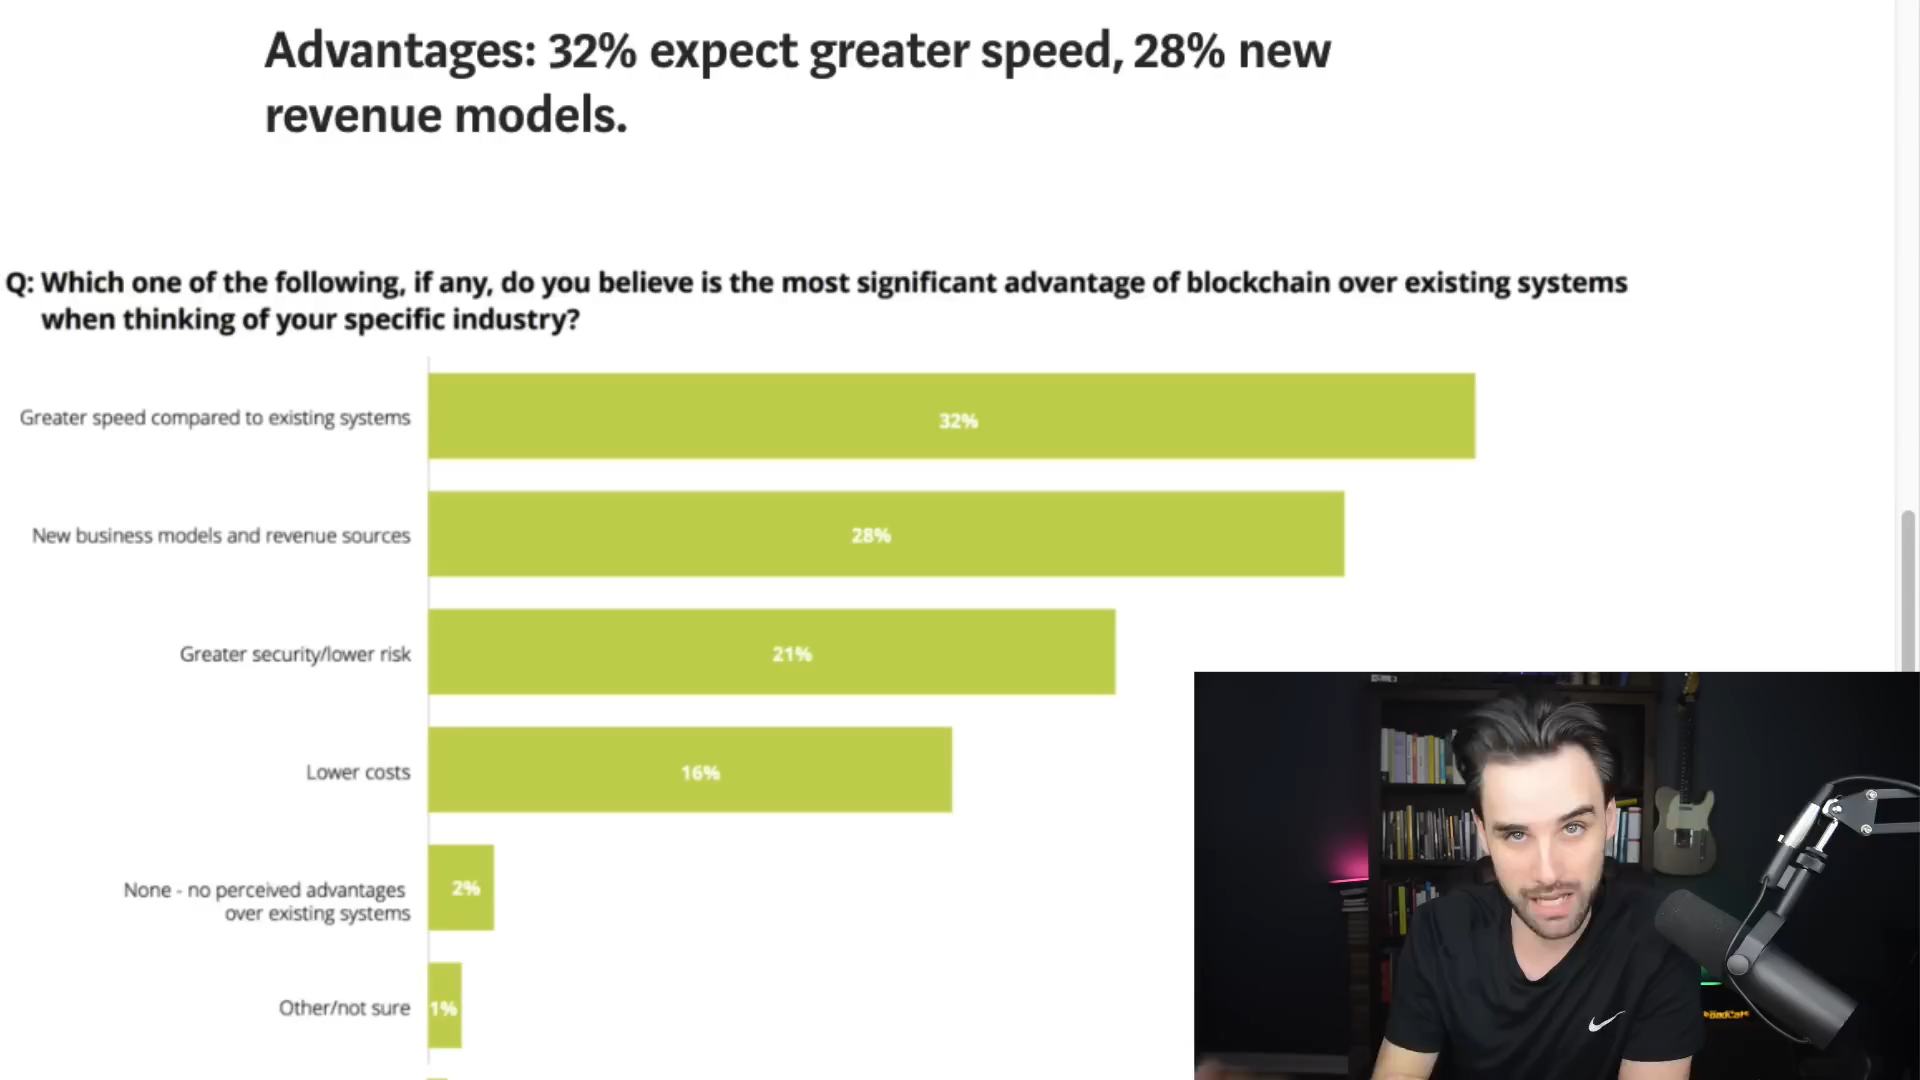 Advantages: 32% expect greater speed, 28% new
revenue models.
Q: Which one of the following, if any, do you believe is the most significant advantage of blockchain over existing systems
when thinking of your specific industry?
Greater speed compared to existing systems
32%
New business models and revenue sources
28%
Greater security/lower risk
21%
Lower costs
16%
None - no perceived advantages
over existing systems
2%
Other/not sure
1%